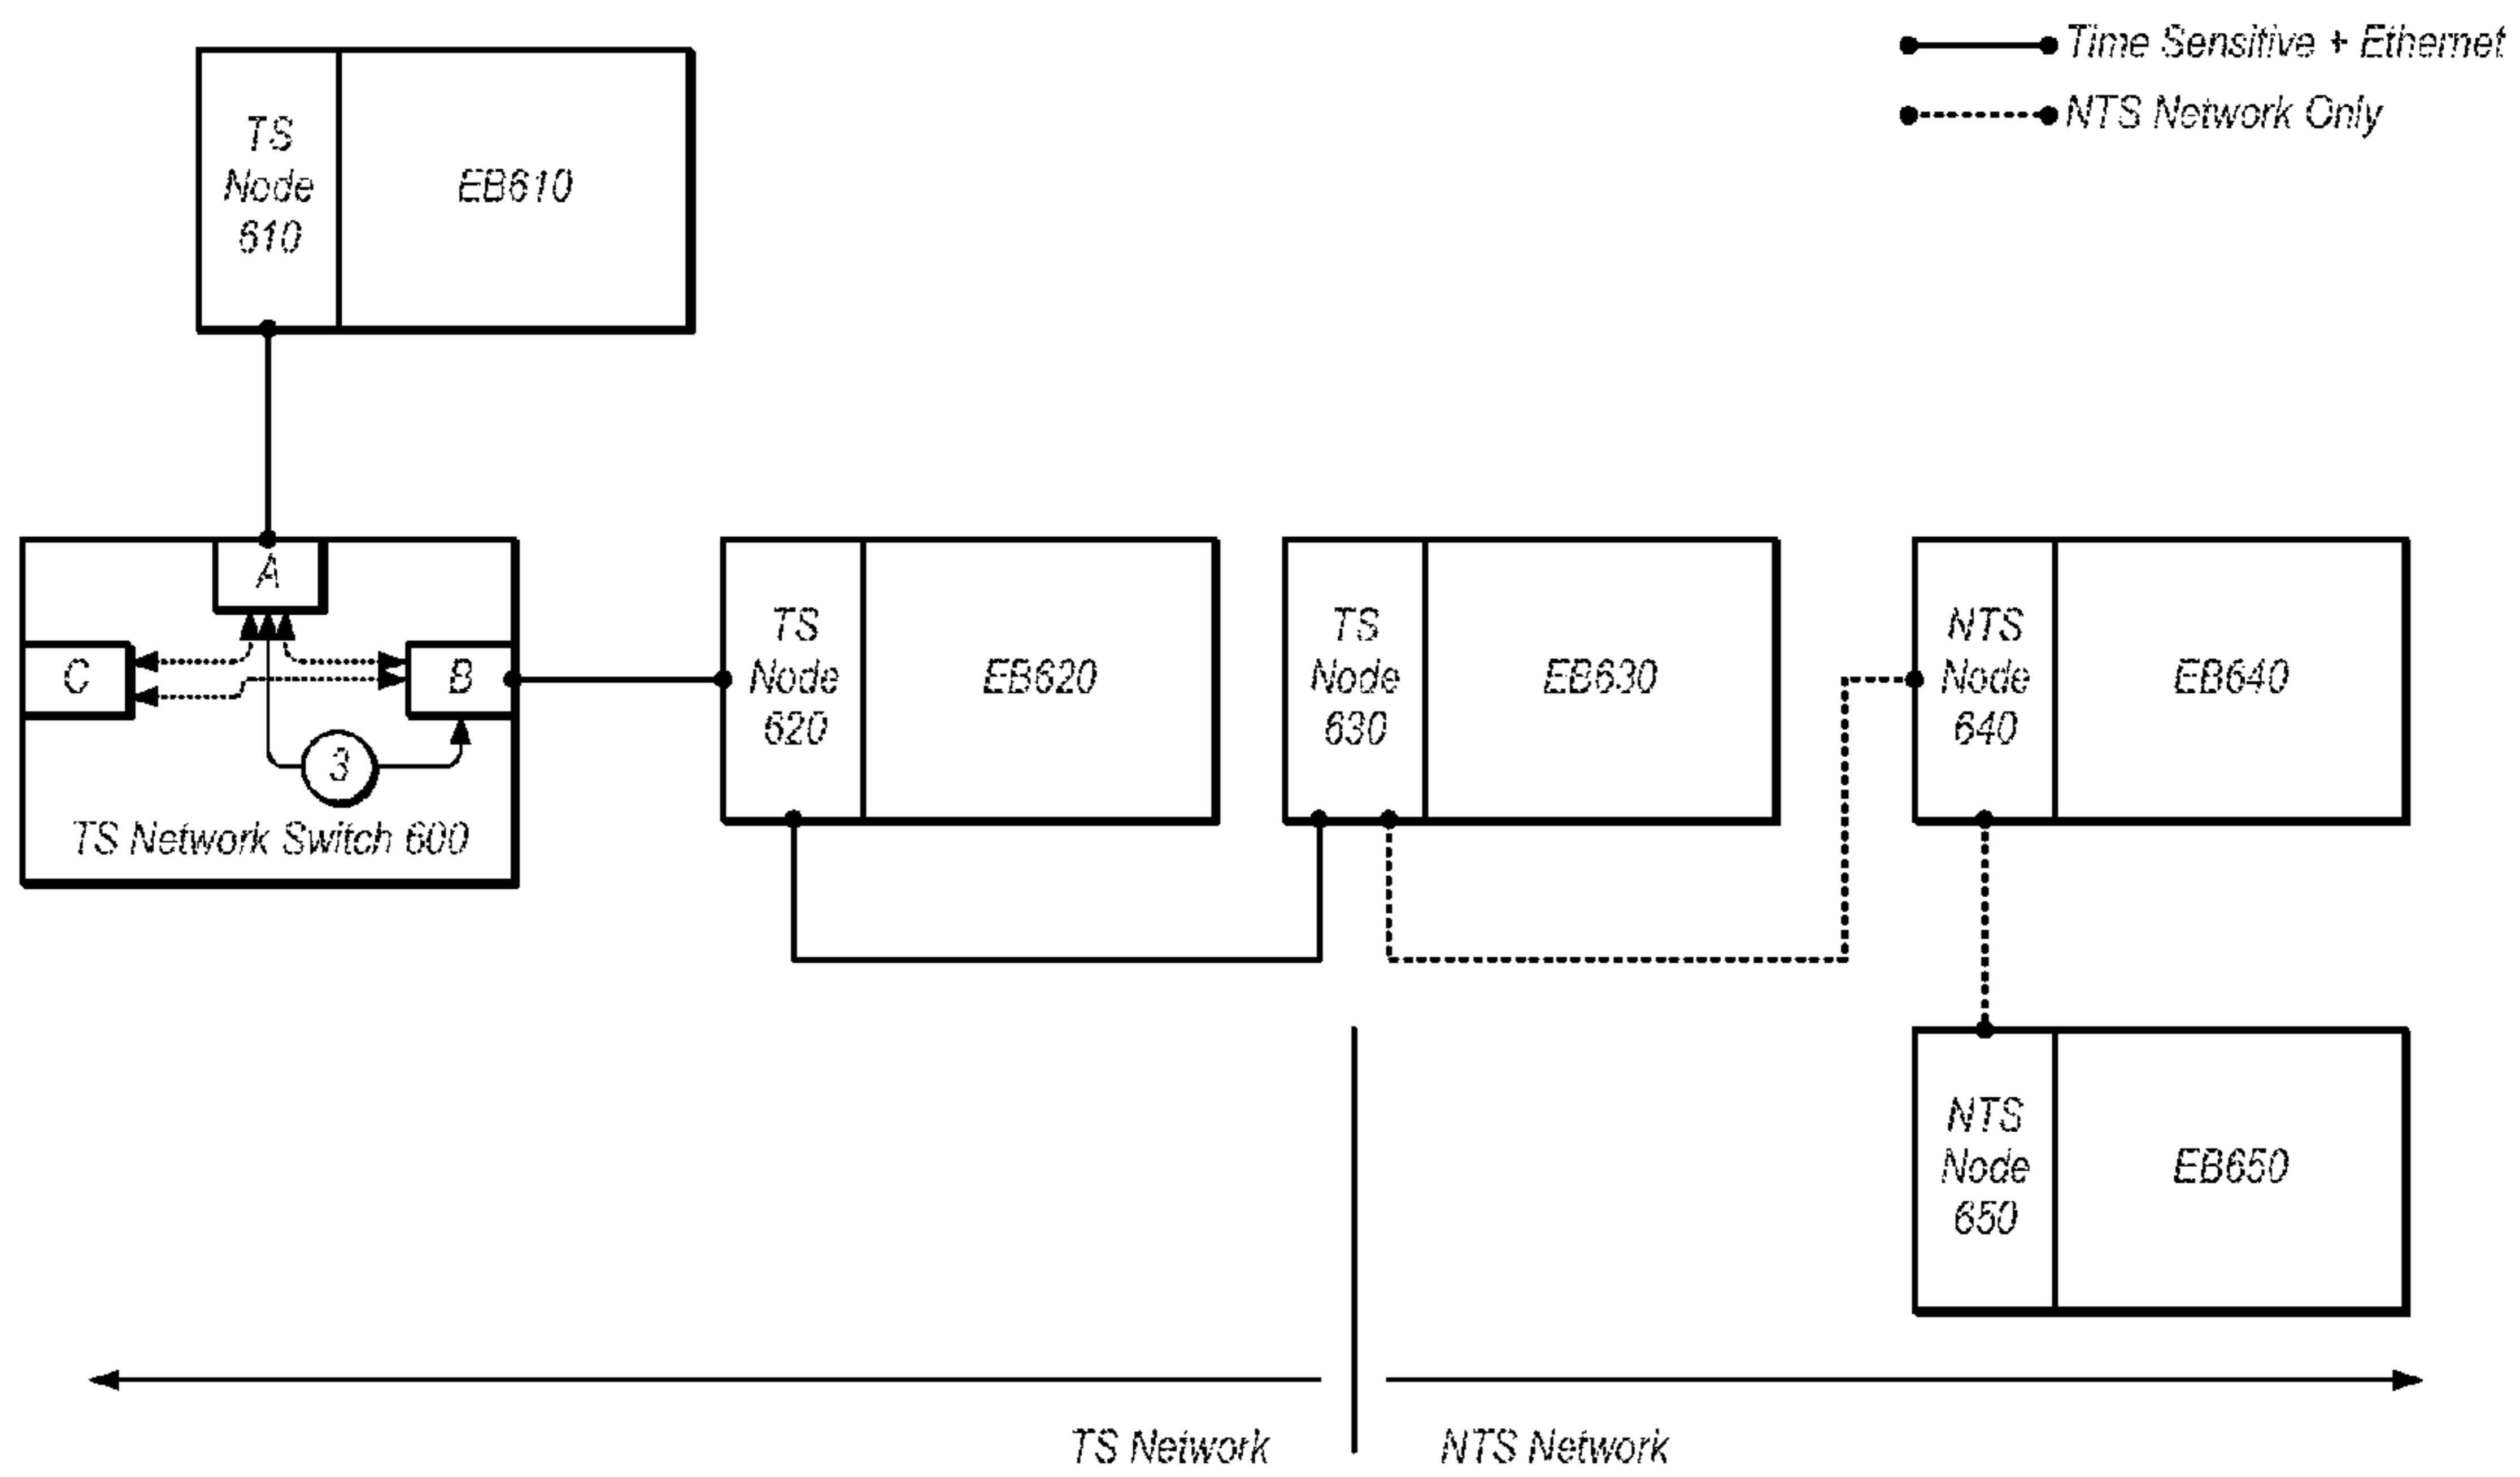 Time Sensitive + Ethernet
NTS Network Only
TS
Node
610
EB610
A
C
B
3
TS Network Switch 600
TS
Node
620
EB620
TS
Node
630
EB630
NTS
Node
640
EB640
NTS
Node
650
EB650
TS Network
NTS Network